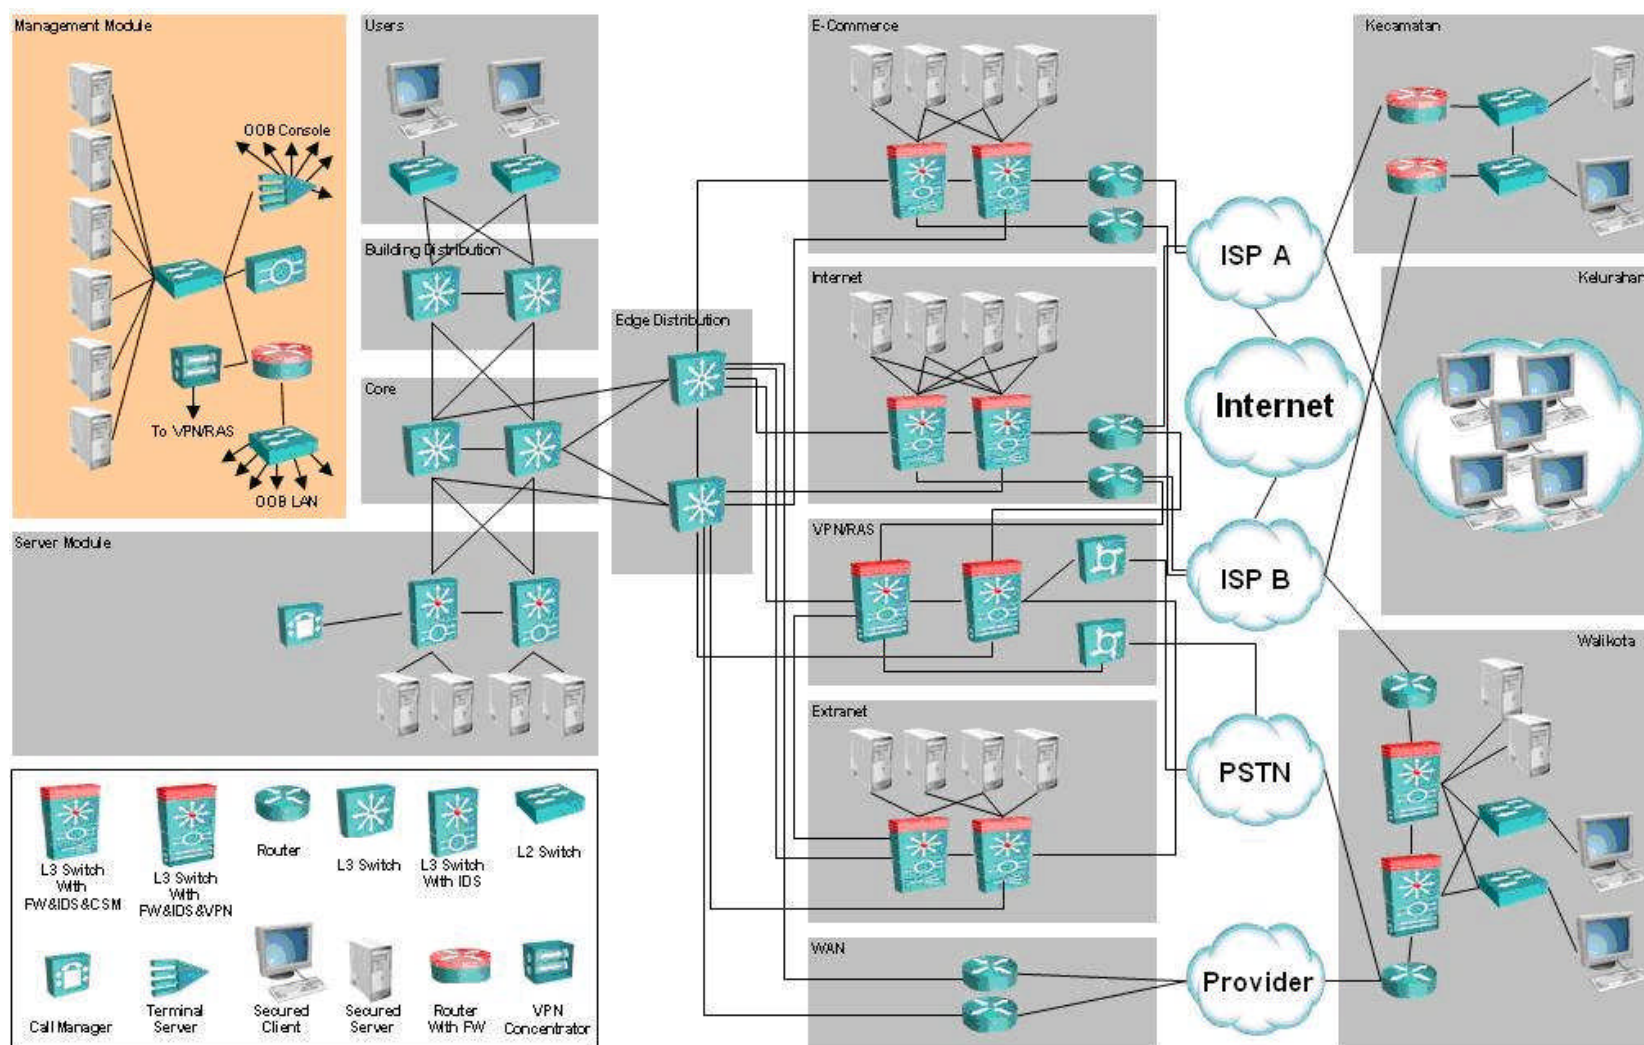 Management Module
OOB Console
To VPN/RAS
OOB LAN
Users
Building Distribution
Core
Edge Distribution
Server Module
E-Commerce
Internet
VPN/RAS
Extranet
WAN
ISP A
Internet
ISP B
PSTN
Provider
Kecamatan
Kelurahan
Walikota
L3 Switch
With
FW&IDS&CSM
L3 Switch
With
FW&IDS&VPN
Router
L3 Switch
L3 Switch
With IDS
L2 Switch
Call Manager
Terminal
Server
Secured
Client
Secured
Server
Router
With FW
VPN
Concentrator